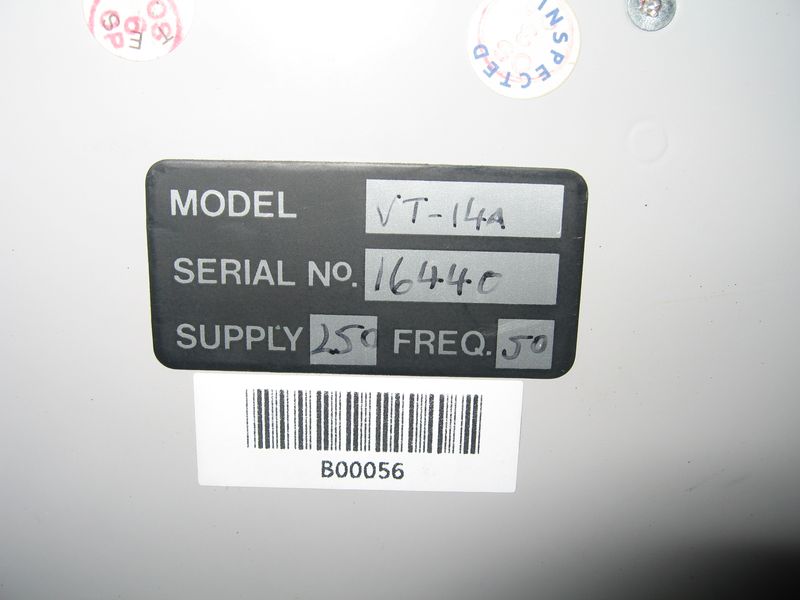 INSPECTED
MODEL VT-14A
SERIAL NO. 16440
SUPPLY 250 FREQ. 50
B00056